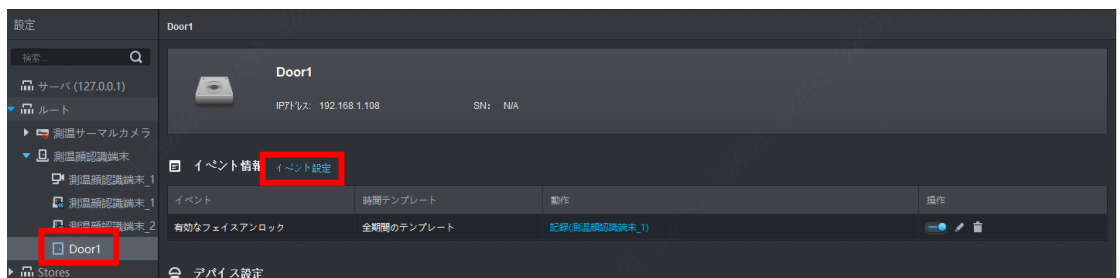 設定
検索...
サーバ (127.0.0.1)
ルート
測温サーマルカメラ
測温顔認識端末
測温顔認識端末_1
測温顔認識端末_1
測温顔認識端末_2
Door1
Stores
Door1
Door1
IPアドレス: 192.168.1.108 SN: N/A
イベント情報 イベント設定
イベント 時間テンプレート 動作 操作
有効なフェイスアンロック 全期間のテンプレート 記録(測温顔認識端末_1)
デバイス設定